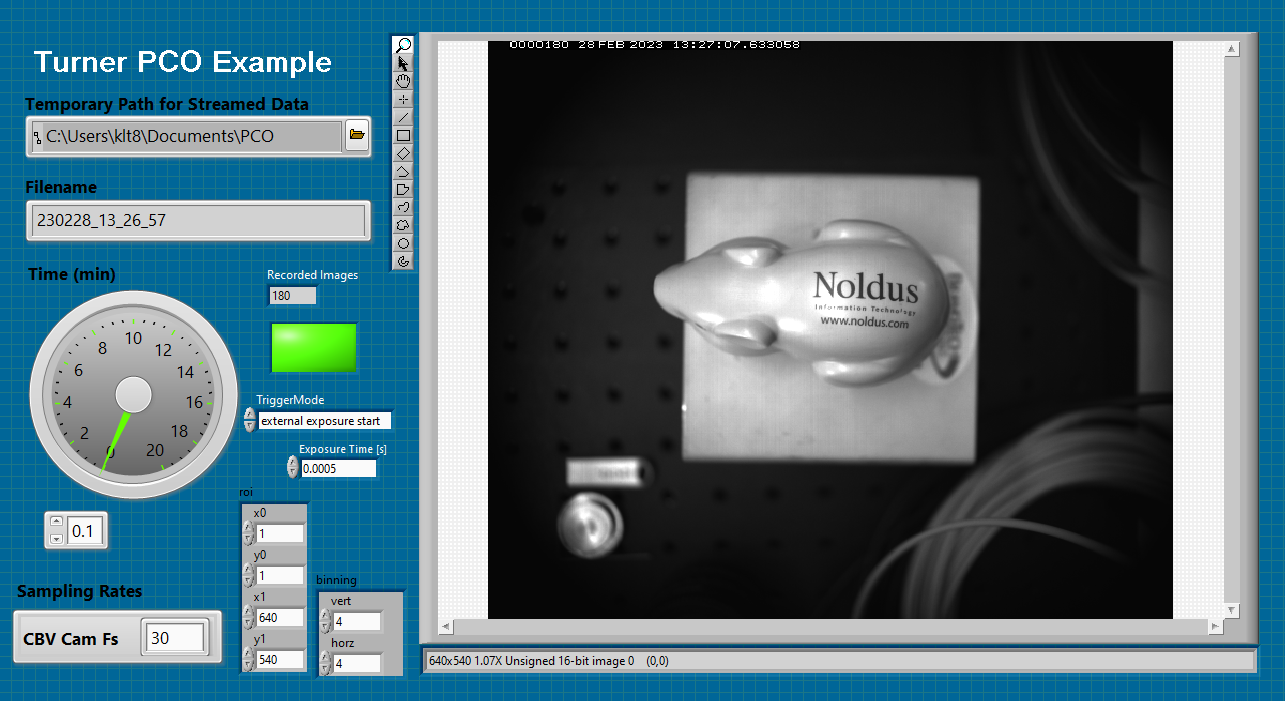 Turner PCO Example
Temporary Path for Streamed Data
C:\Users\klt8\Documents\PCO
Filename
230228_13_26_57
Time (min)
0
2
4
6
8
10
12
14
16
18
20
0.1
Sampling Rates
CBV Cam Fs
30
Recorded Images
180
TriggerMode
external exposure start
Exposure Time [s]
0.0005
roi
x0
1
y0
1
x1
640
y1
540
binning
vert
4
horz
4
0000180 28 FEB 2023 13:27:07.633058
Noldus
Information Technology
www.noldus.com
640x540 1.07X Unsigned 16-bit image 0 (0,0)